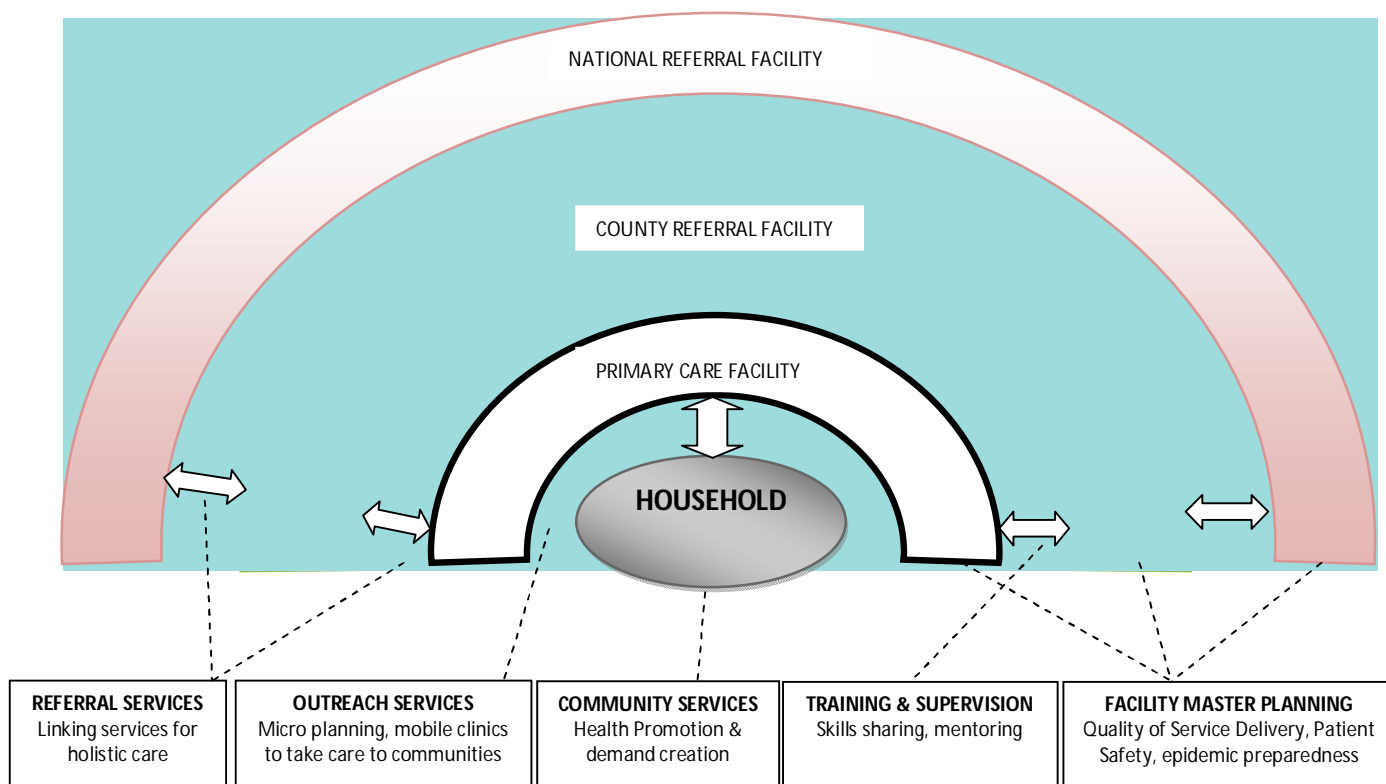 NATIONAL REFERRAL FACILITY
COUNTY REFERRAL FACILITY
PRIMARY CARE FACILITY
HOUSEHOLD
REFERRAL SERVICES
Linking services for
holistic care
OUTREACH SERVICES
Micro planning, mobile clinics
to take care to communities
COMMUNITY SERVICES
Health Promotion &
demand creation
TRAINING & SUPERVISION
Skills sharing, mentoring
FACILITY MASTER PLANNING
Quality of Service Delivery, Patient
Safety, epidemic preparedness